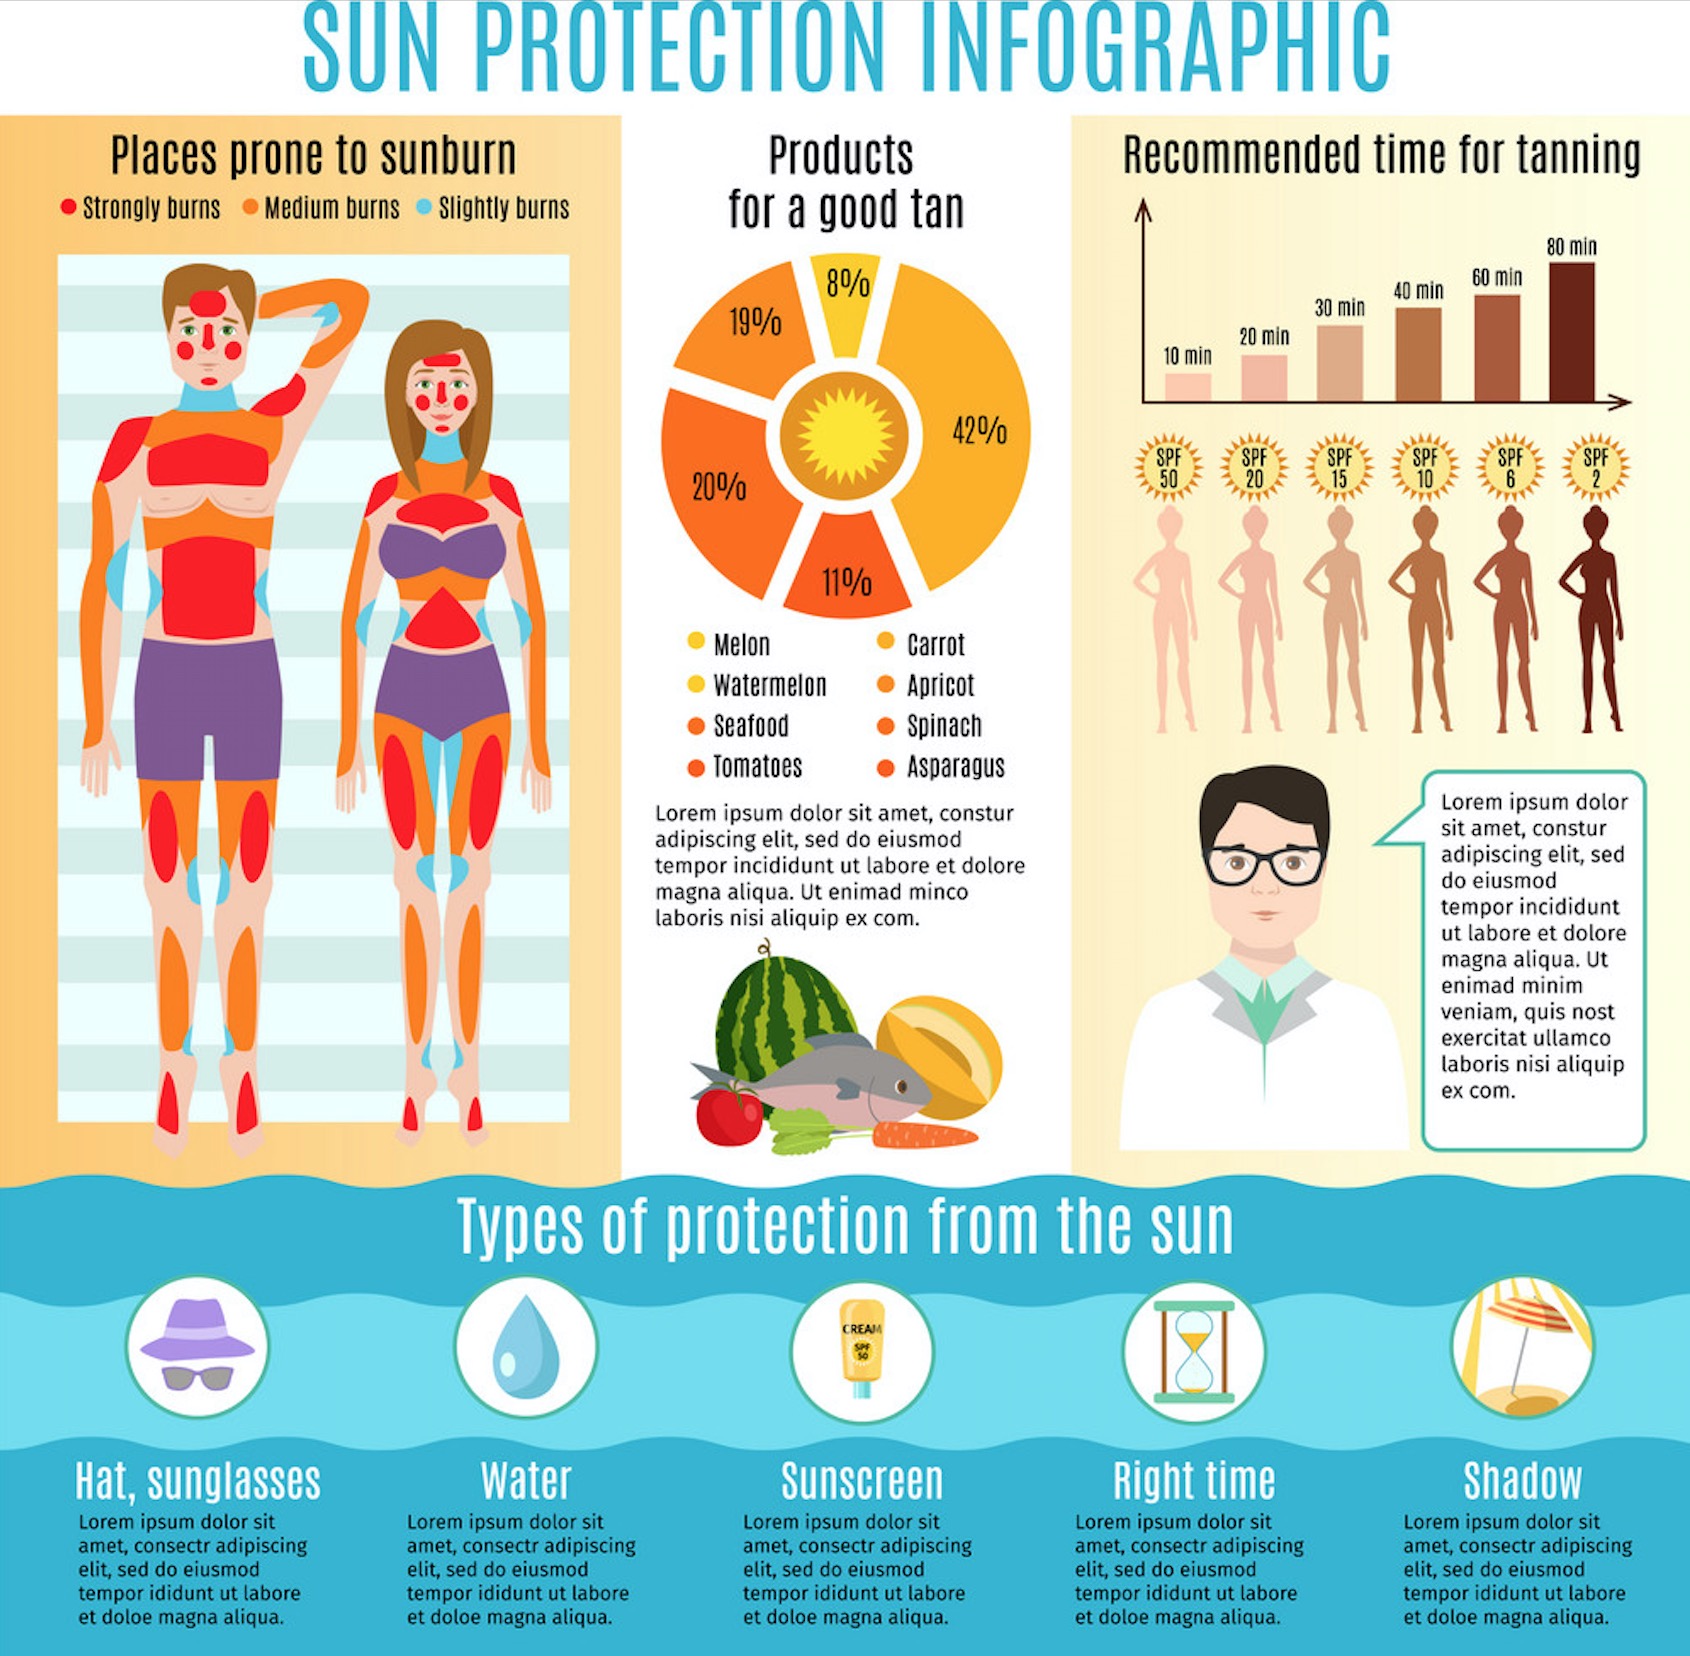 SUN PROTECTION INFOGRAPHIC
Places prone to sunburn
Strongly burns
Medium burns
Slightly burns
Products
for a good tan
8%
19%
42%
20%
11%
Melon
Carrot
Watermelon
Apricot
Seafood
Spinach
Tomatoes
Asparagus
Lorem ipsum dolor sit amet, constur
adipiscing elit, sed do eiusmod
tempor incididunt ut labore et dolore
magna aliqua. Ut enimad minco
laboris nisi aliquip ex com.
Recommended time for tanning
10 min
20 min
30 min
40 min
60 min
80 min
SPF
50
SPF
20
SPF
15
SPF
10
SPF
6
SPF
2
Lorem ipsum dolor
sit amet, constur
adipiscing elit, sed
do eiusmod
tempor incididunt
ut labore et dolore
magna aliqua. Ut
enimad minim
veniam, quis nost
exercitat ullamco
laboris nisi aliquip
ex com.
Types of protection from the sun
CREAM
SPF
50
Hat, sunglasses
Lorem ipsum dolor sit
amet, consectr adipiscing
elit, sed do eiusmod
tempor ididunt ut labore
et doloe magna aliqua.
Water
Lorem ipsum dolor sit
amet, consectr adipiscing
elit, sed do eiusmod
tempor ididunt ut labore
et doloe magna aliqua.
Sunscreen
Lorem ipsum dolor sit
amet, consectr adipiscing
elit, sed do eiusmod
tempor ididunt ut labore
et doloe magna aliqua.
Right time
Lorem ipsum dolor sit
amet, consectr adipiscing
elit, sed do eiusmod
tempor ididunt ut labore
et doloe magna aliqua.
Shadow
Lorem ipsum dolor sit
amet, consectr adipiscing
elit, sed do eiusmod
tempor ididunt ut labore
et doloe magna aliqua.